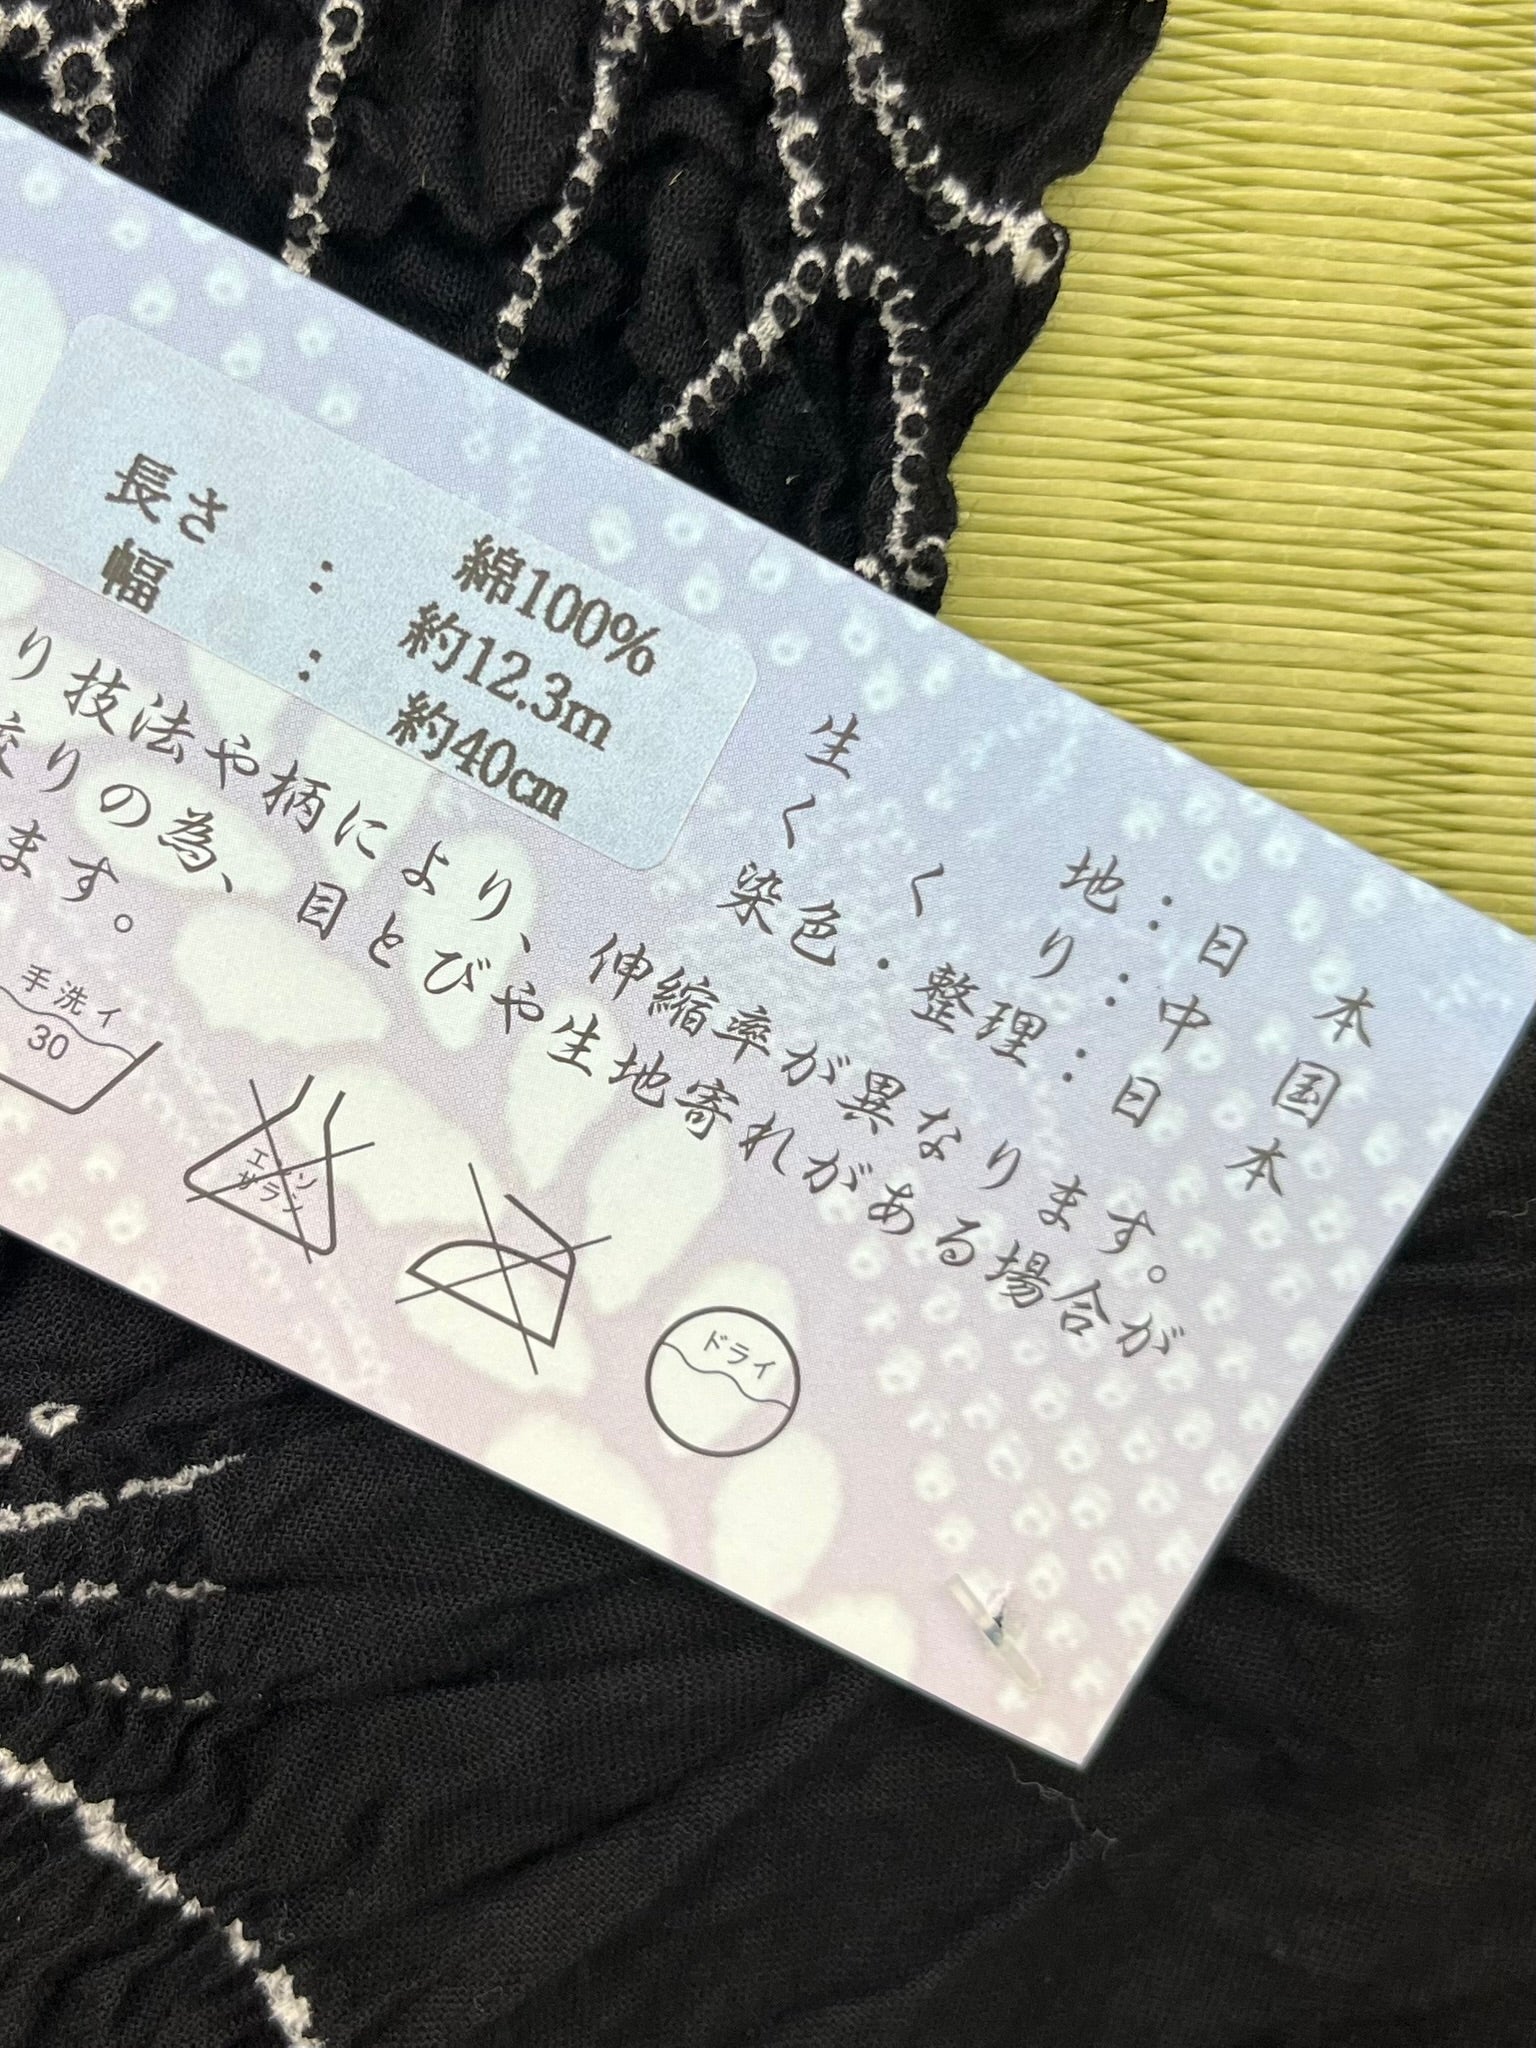 綿100%
長さ : 約12.3m
幅 : 約40cm
生地:日本
くくり:中国
染色・整理:日本
り技法や柄により、伸縮率が異なります。
絞りの為、目とびや生地寄れがある場合が
ます。
手洗イ
30
エンソ
サラシ
ドライ